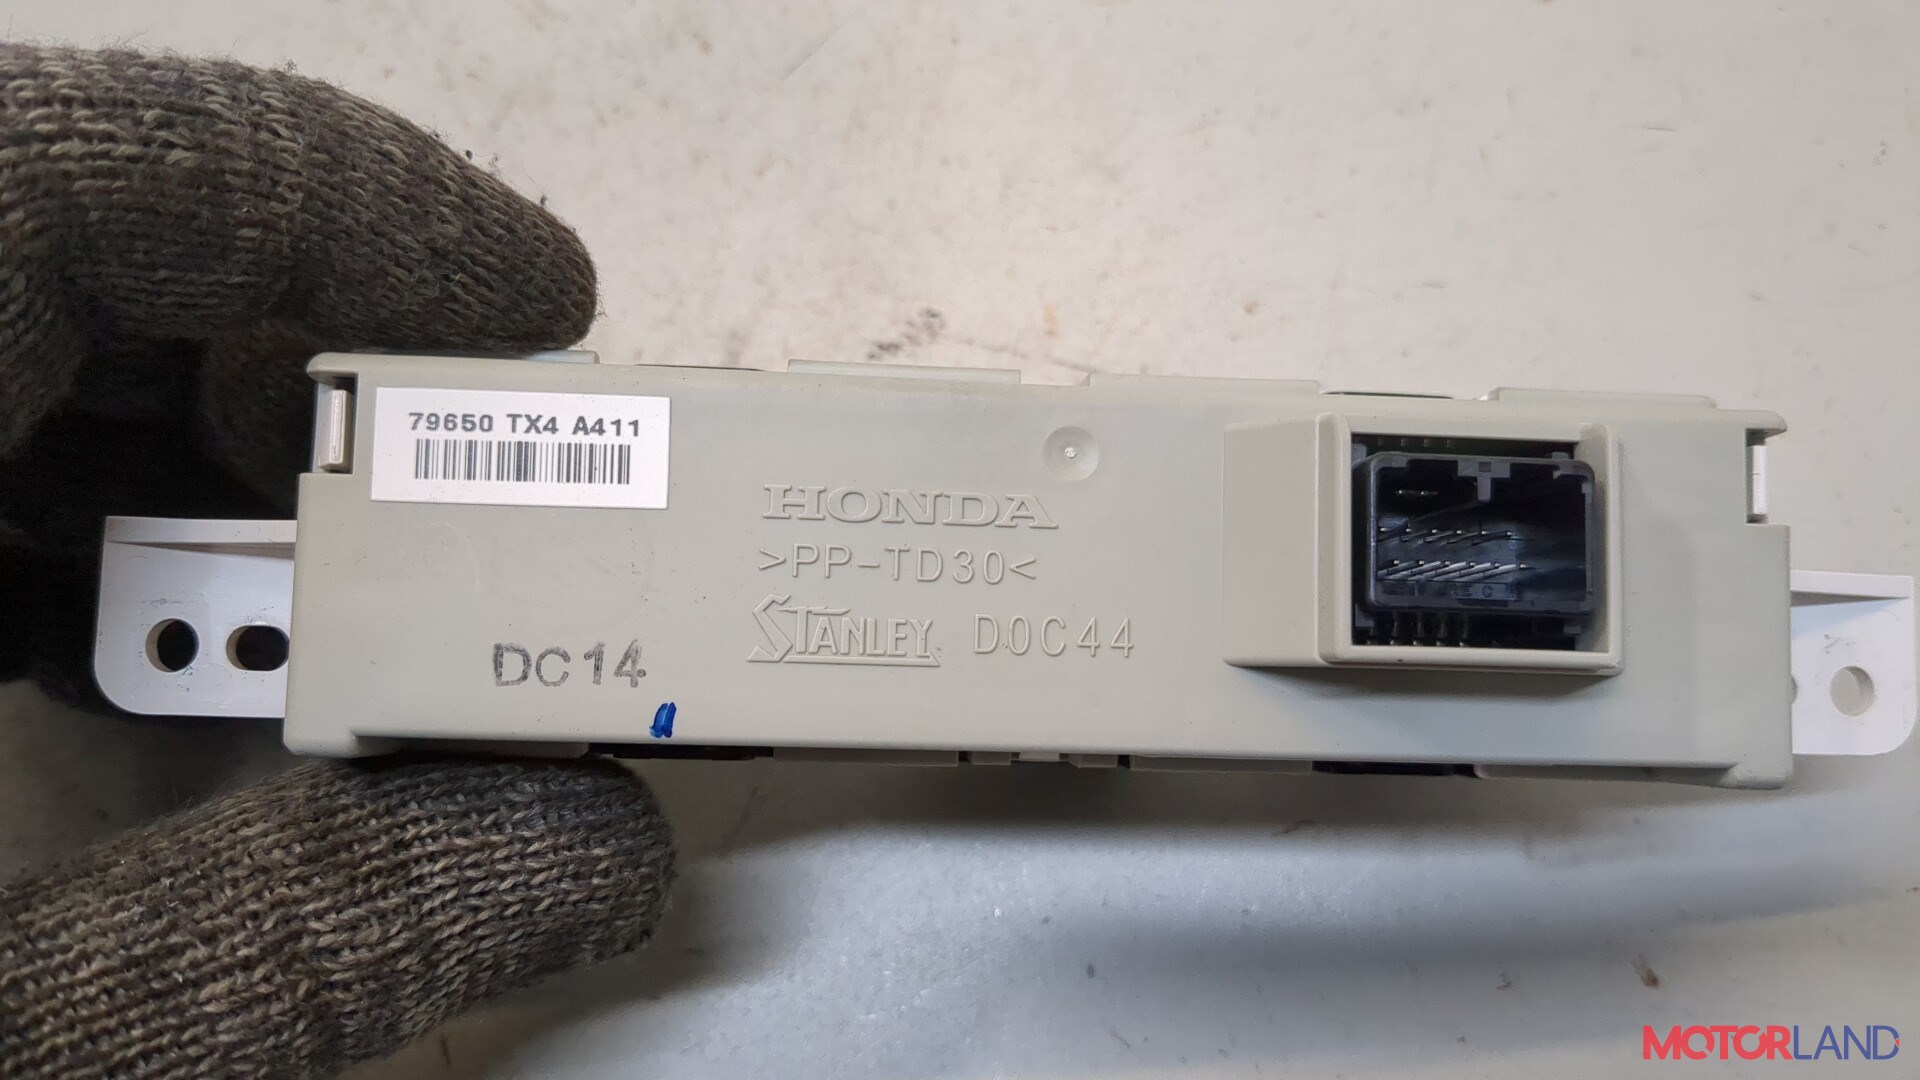 79650 TX4 A411
HONDA
>PP-TD30<
STANLEY D0C44
DC14
MOTORLAND